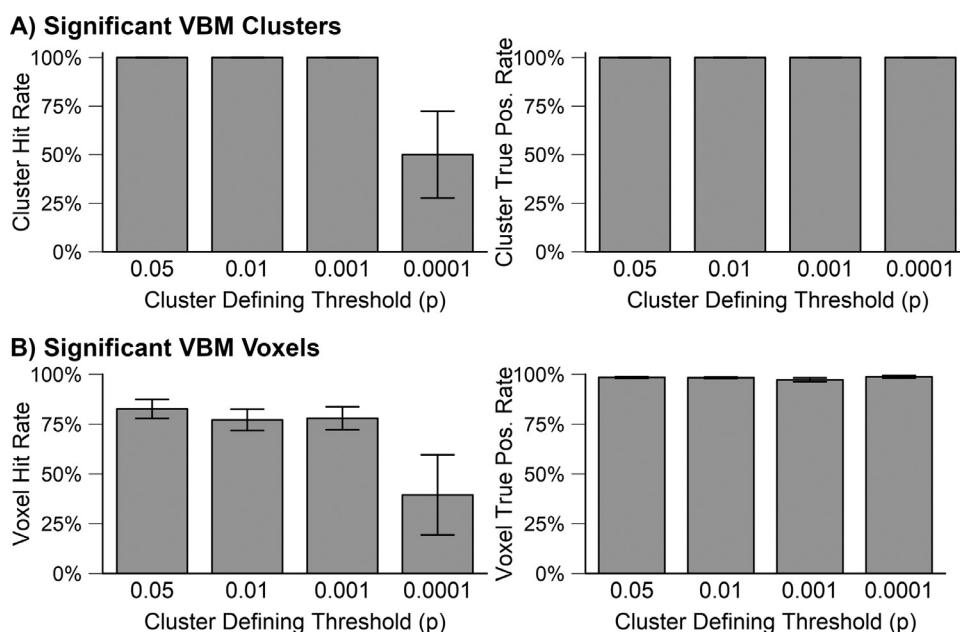 A) Significant VBM Clusters
Cluster Hit Rate
100%
75%
50%
25%
0%
0.05 0.01 0.001 0.0001
Cluster Defining Threshold (p)
Cluster True Pos. Rate
100%
75%
50%
25%
0%
0.05 0.01 0.001 0.0001
Cluster Defining Threshold (p)
B) Significant VBM Voxels
Voxel Hit Rate
100%
75%
50%
25%
0%
0.05 0.01 0.001 0.0001
Cluster Defining Threshold (p)
Voxel True Pos. Rate
100%
75%
50%
25%
0%
0.05 0.01 0.001 0.0001
Cluster Defining Threshold (p)